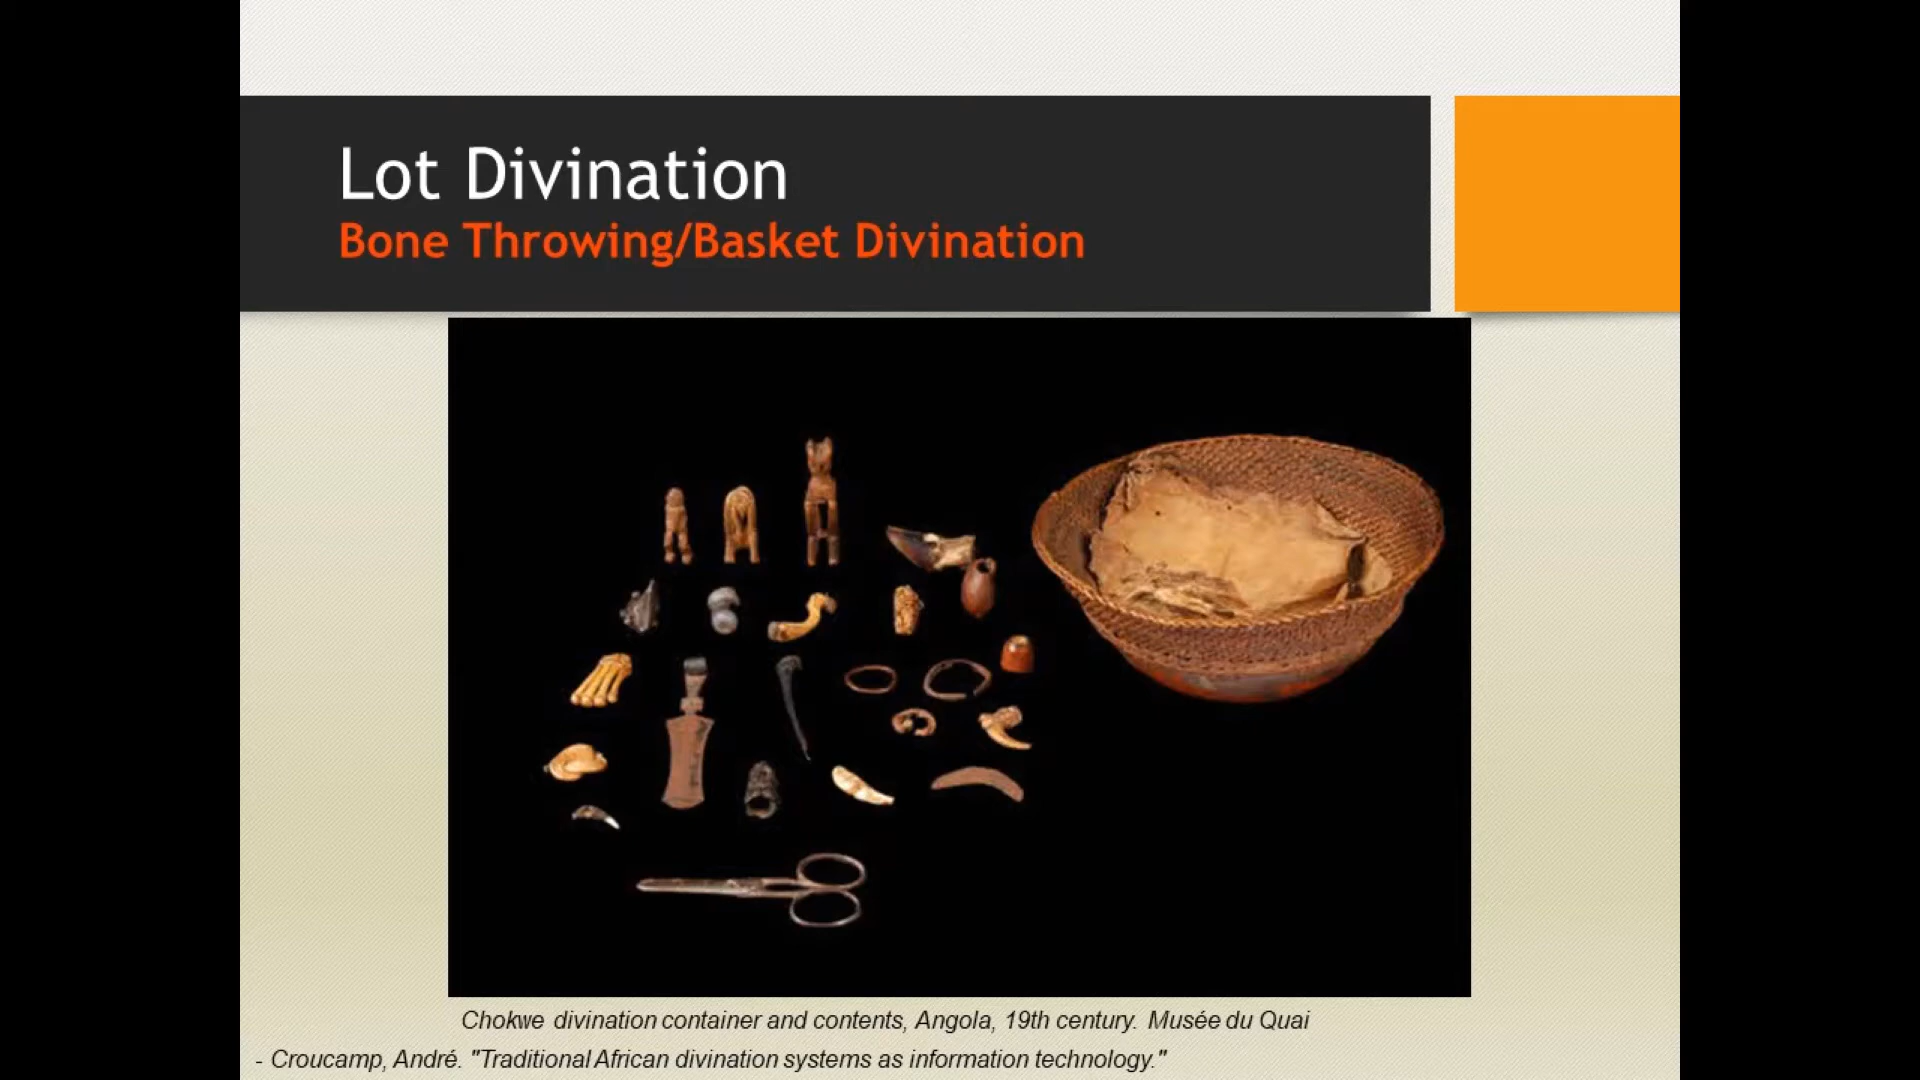 Lot Divination
Bone Throwing/Basket Divination
Chokwe divination container and contents, Angola, 19th century. Musée du Quai
- Croucamp, André. "Traditional African divination systems as information technology."